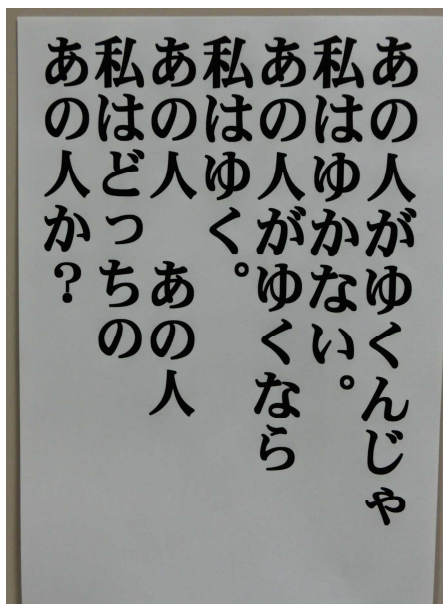 あの人がゆくんじゃ
私はゆかない。
あの人がゆくなら
私はゆく。
あの人　あの人
私はどっちの
あの人か？